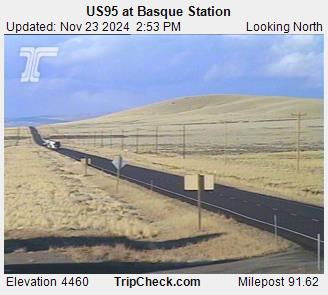 US95 at Basque Station
Updated: Nov 23 2024 2:53 PM Looking North
Elevation 4460 TripCheck.com Milepost 91.62